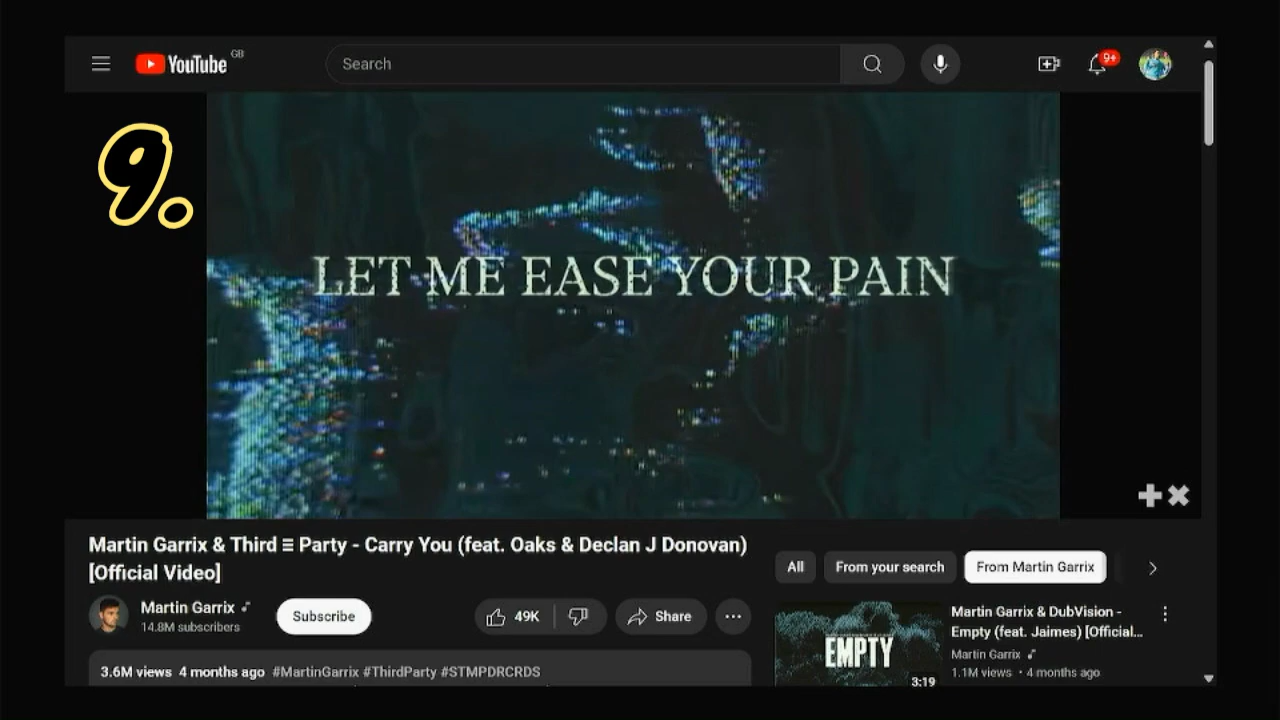 YouTube GB
Search
9+
9.
LET ME EASE YOUR PAIN
Martin Garrix & Third ≡ Party - Carry You (feat. Oaks & Declan J Donovan)
[Official Video]
Martin Garrix
14.8M subscribers
Subscribe
49K
Share
3.6M views 4 months ago #MartinGarrix #ThirdParty #STMPDRCRDS
All
From your search
From Martin Garrix
EMPTY
3:19
Martin Garrix & DubVision -
Empty (feat. Jaimes) [Official...
Martin Garrix
1.1M views • 4 months ago